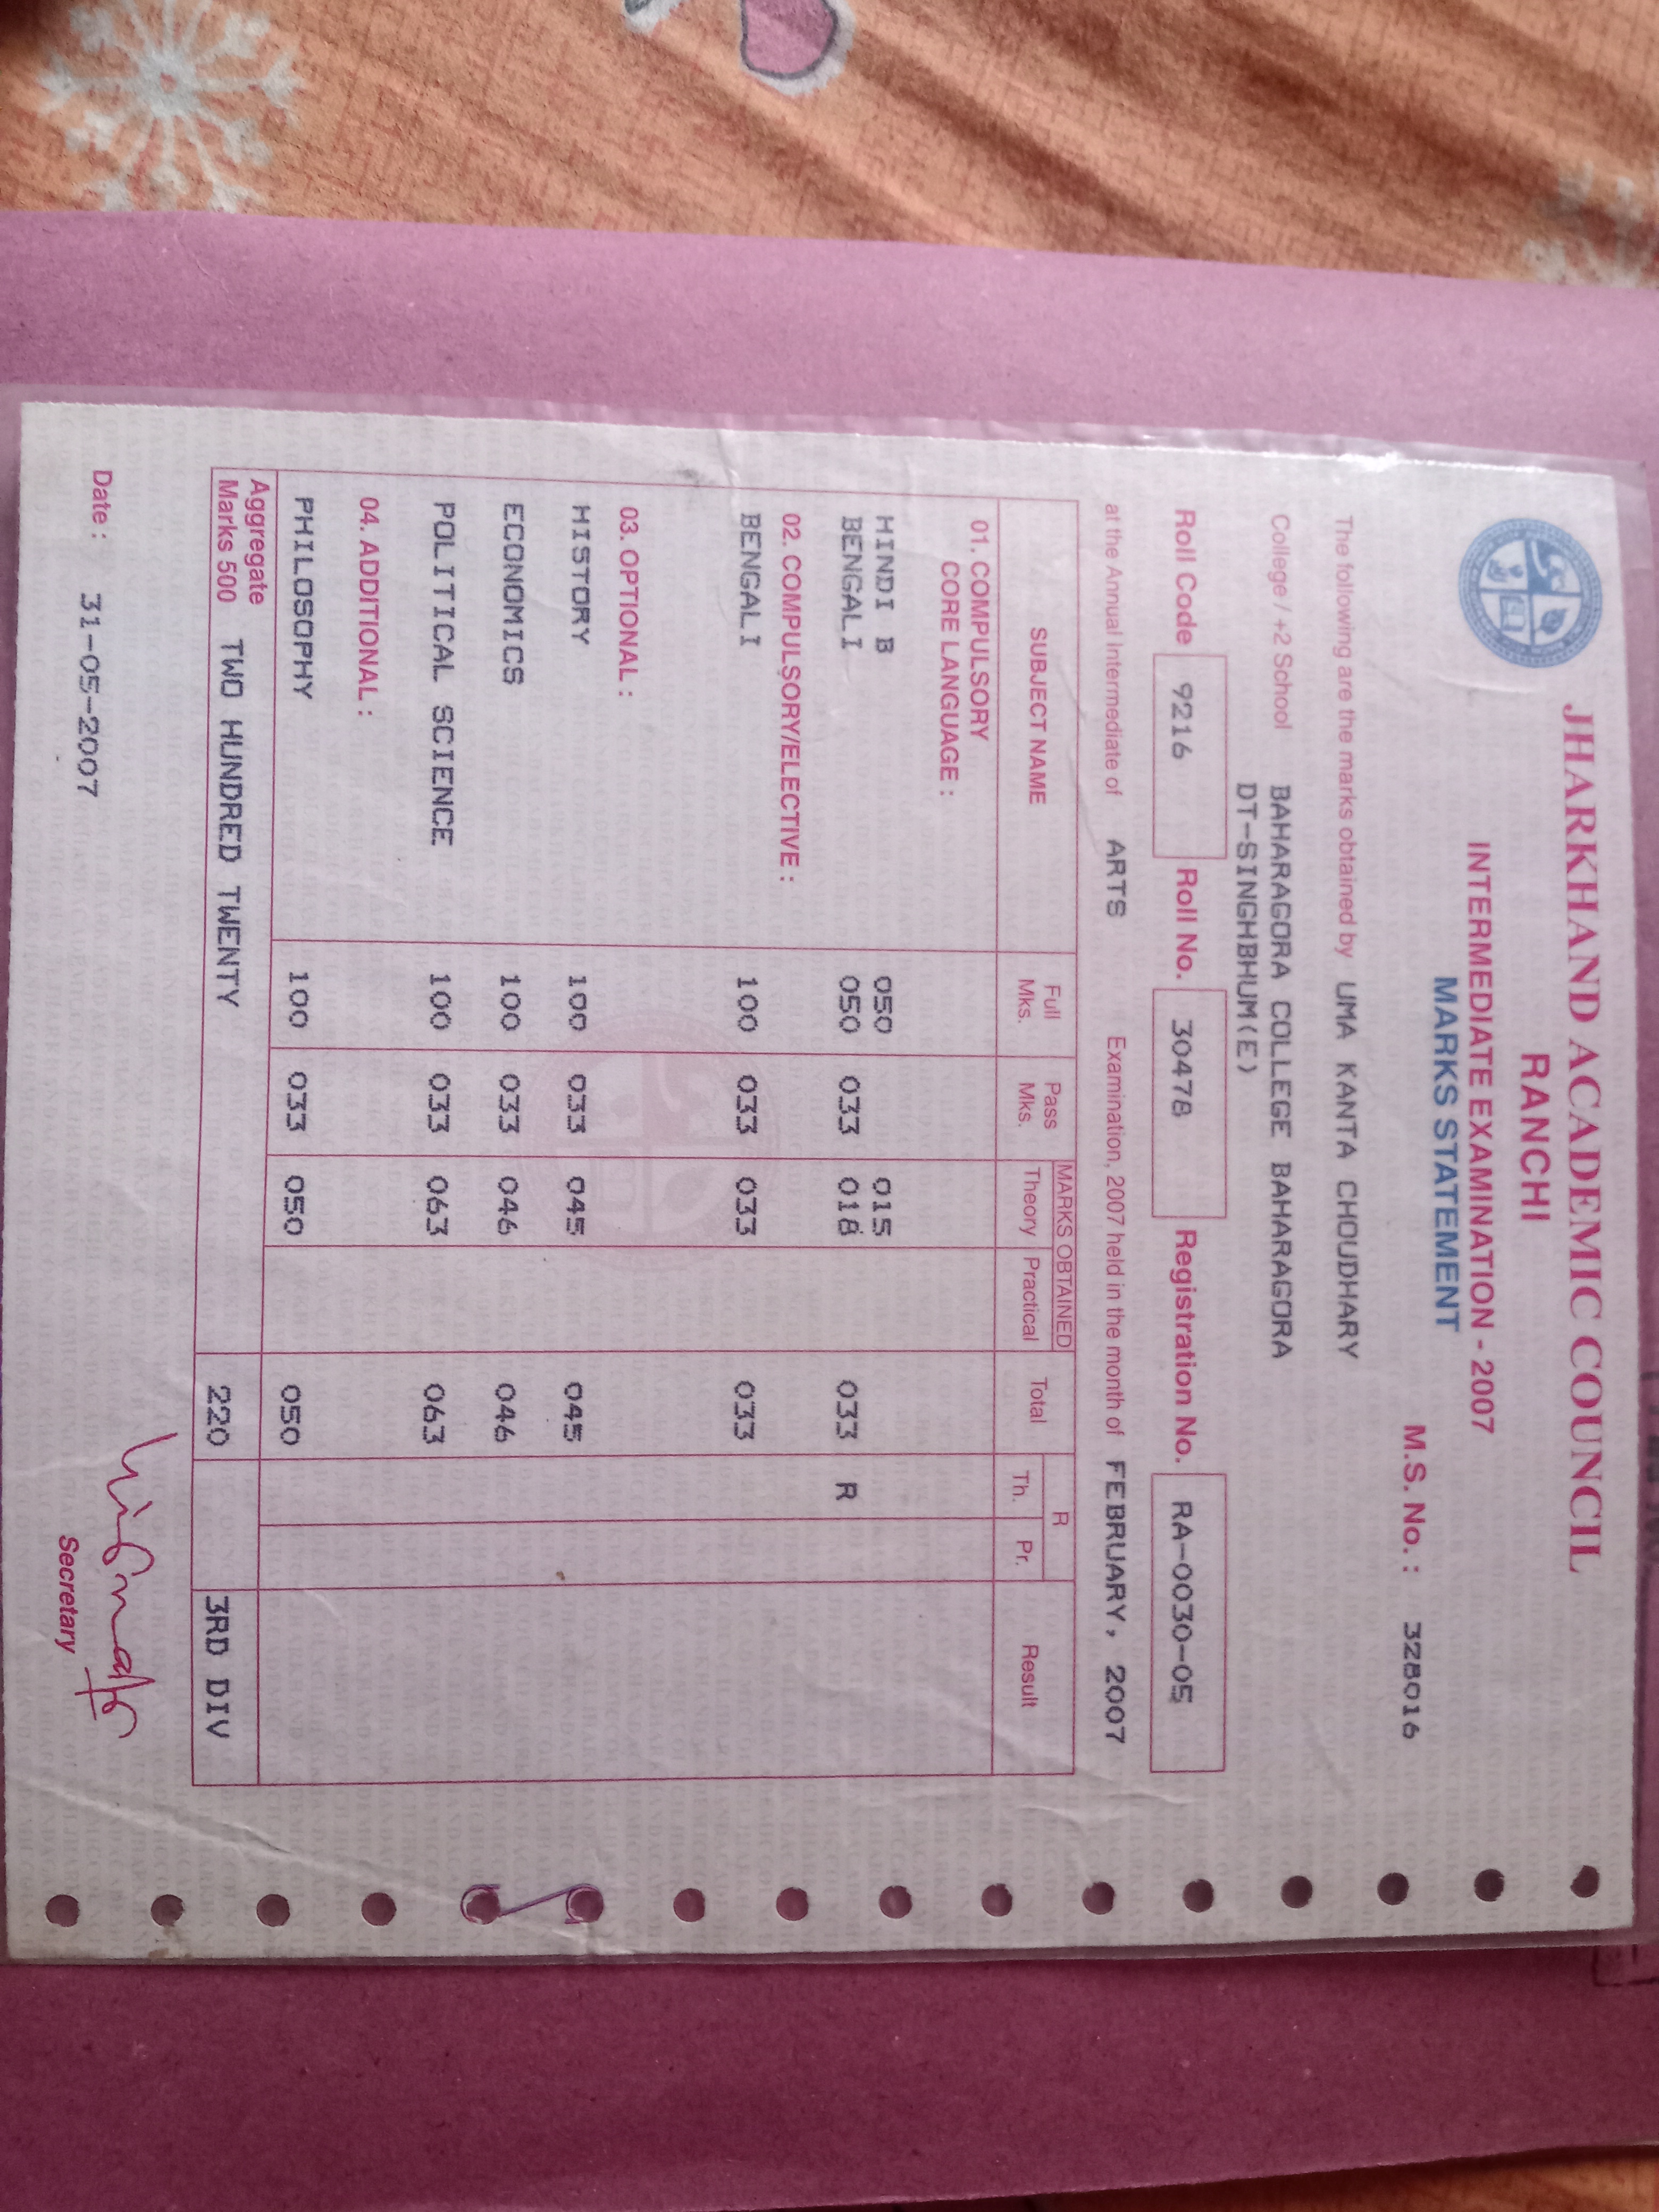 JHARKHAND ACADEMIC COUNCIL
RANCHI
INTERMEDIATE EXAMINATION - 2007
MARKS STATEMENT
M.S. No. : 328016
The following are the marks obtained by UMA KANTA CHOUDHARY
College / +2 School BAHARAGORA COLLEGE BAHARAGORA
DT-SINGHBHUM(E)
Roll Code 9216 Roll No. 30478 Registration No. RA-0030-05
at the Annual Intermediate of ARTS Examination, 2007 held in the month of FEBRUARY, 2007
SUBJECT NAME Full Mks. Pass Mks. MARKS OBTAINED Theory Practical Total R Th. Pr. Result
01. COMPULSORY
CORE LANGUAGE :
HINDI B 050 015
BENGALI 050 033 018 033 R
02. COMPULSORY/ELECTIVE :
BENGALI 100 033 033 033
03. OPTIONAL :
HISTORY 100 033 045 045
ECONOMICS 100 033 046 046
POLITICAL SCIENCE 100 033 063 063
04. ADDITIONAL :
PHILOSOPHY 100 033 050 050
Aggregate
Marks 500 TWO HUNDRED TWENTY 220 3RD DIV
Date : 31-05-2007
Secretary